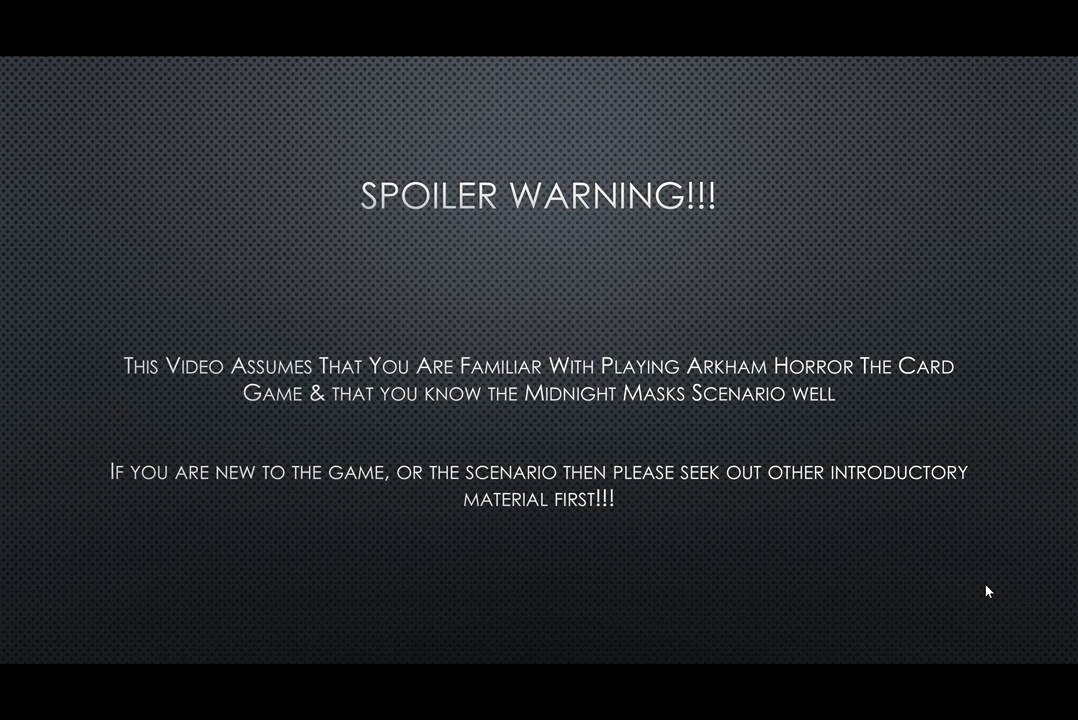 SPOILER WARNING!!!
THIS VIDEO ASSUMES THAT YOU ARE FAMILIAR WITH PLAYING ARKHAM HORROR THE CARD
GAME & THAT YOU KNOW THE MIDNIGHT MASKS SCENARIO WELL
IF YOU ARE NEW TO THE GAME, OR THE SCENARIO THEN PLEASE SEEK OUT OTHER INTRODUCTORY
MATERIAL FIRST!!!